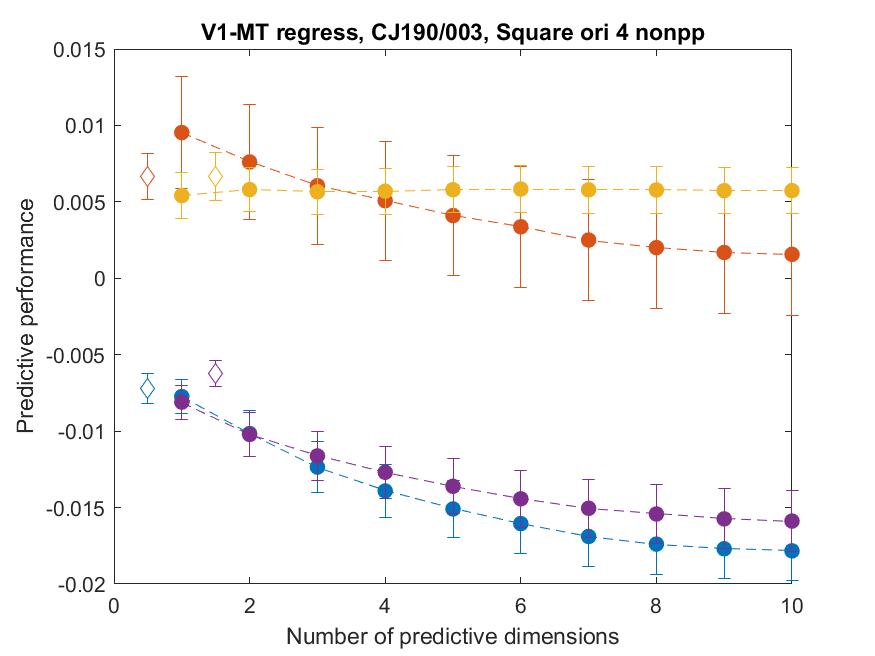 V1-MT regress, CJ190/003, Square ori 4 nonpp
0.015
0.01
0.005
0
-0.005
-0.01
-0.015
-0.02
Predictive performance
0 2 4 6 8 10
Number of predictive dimensions